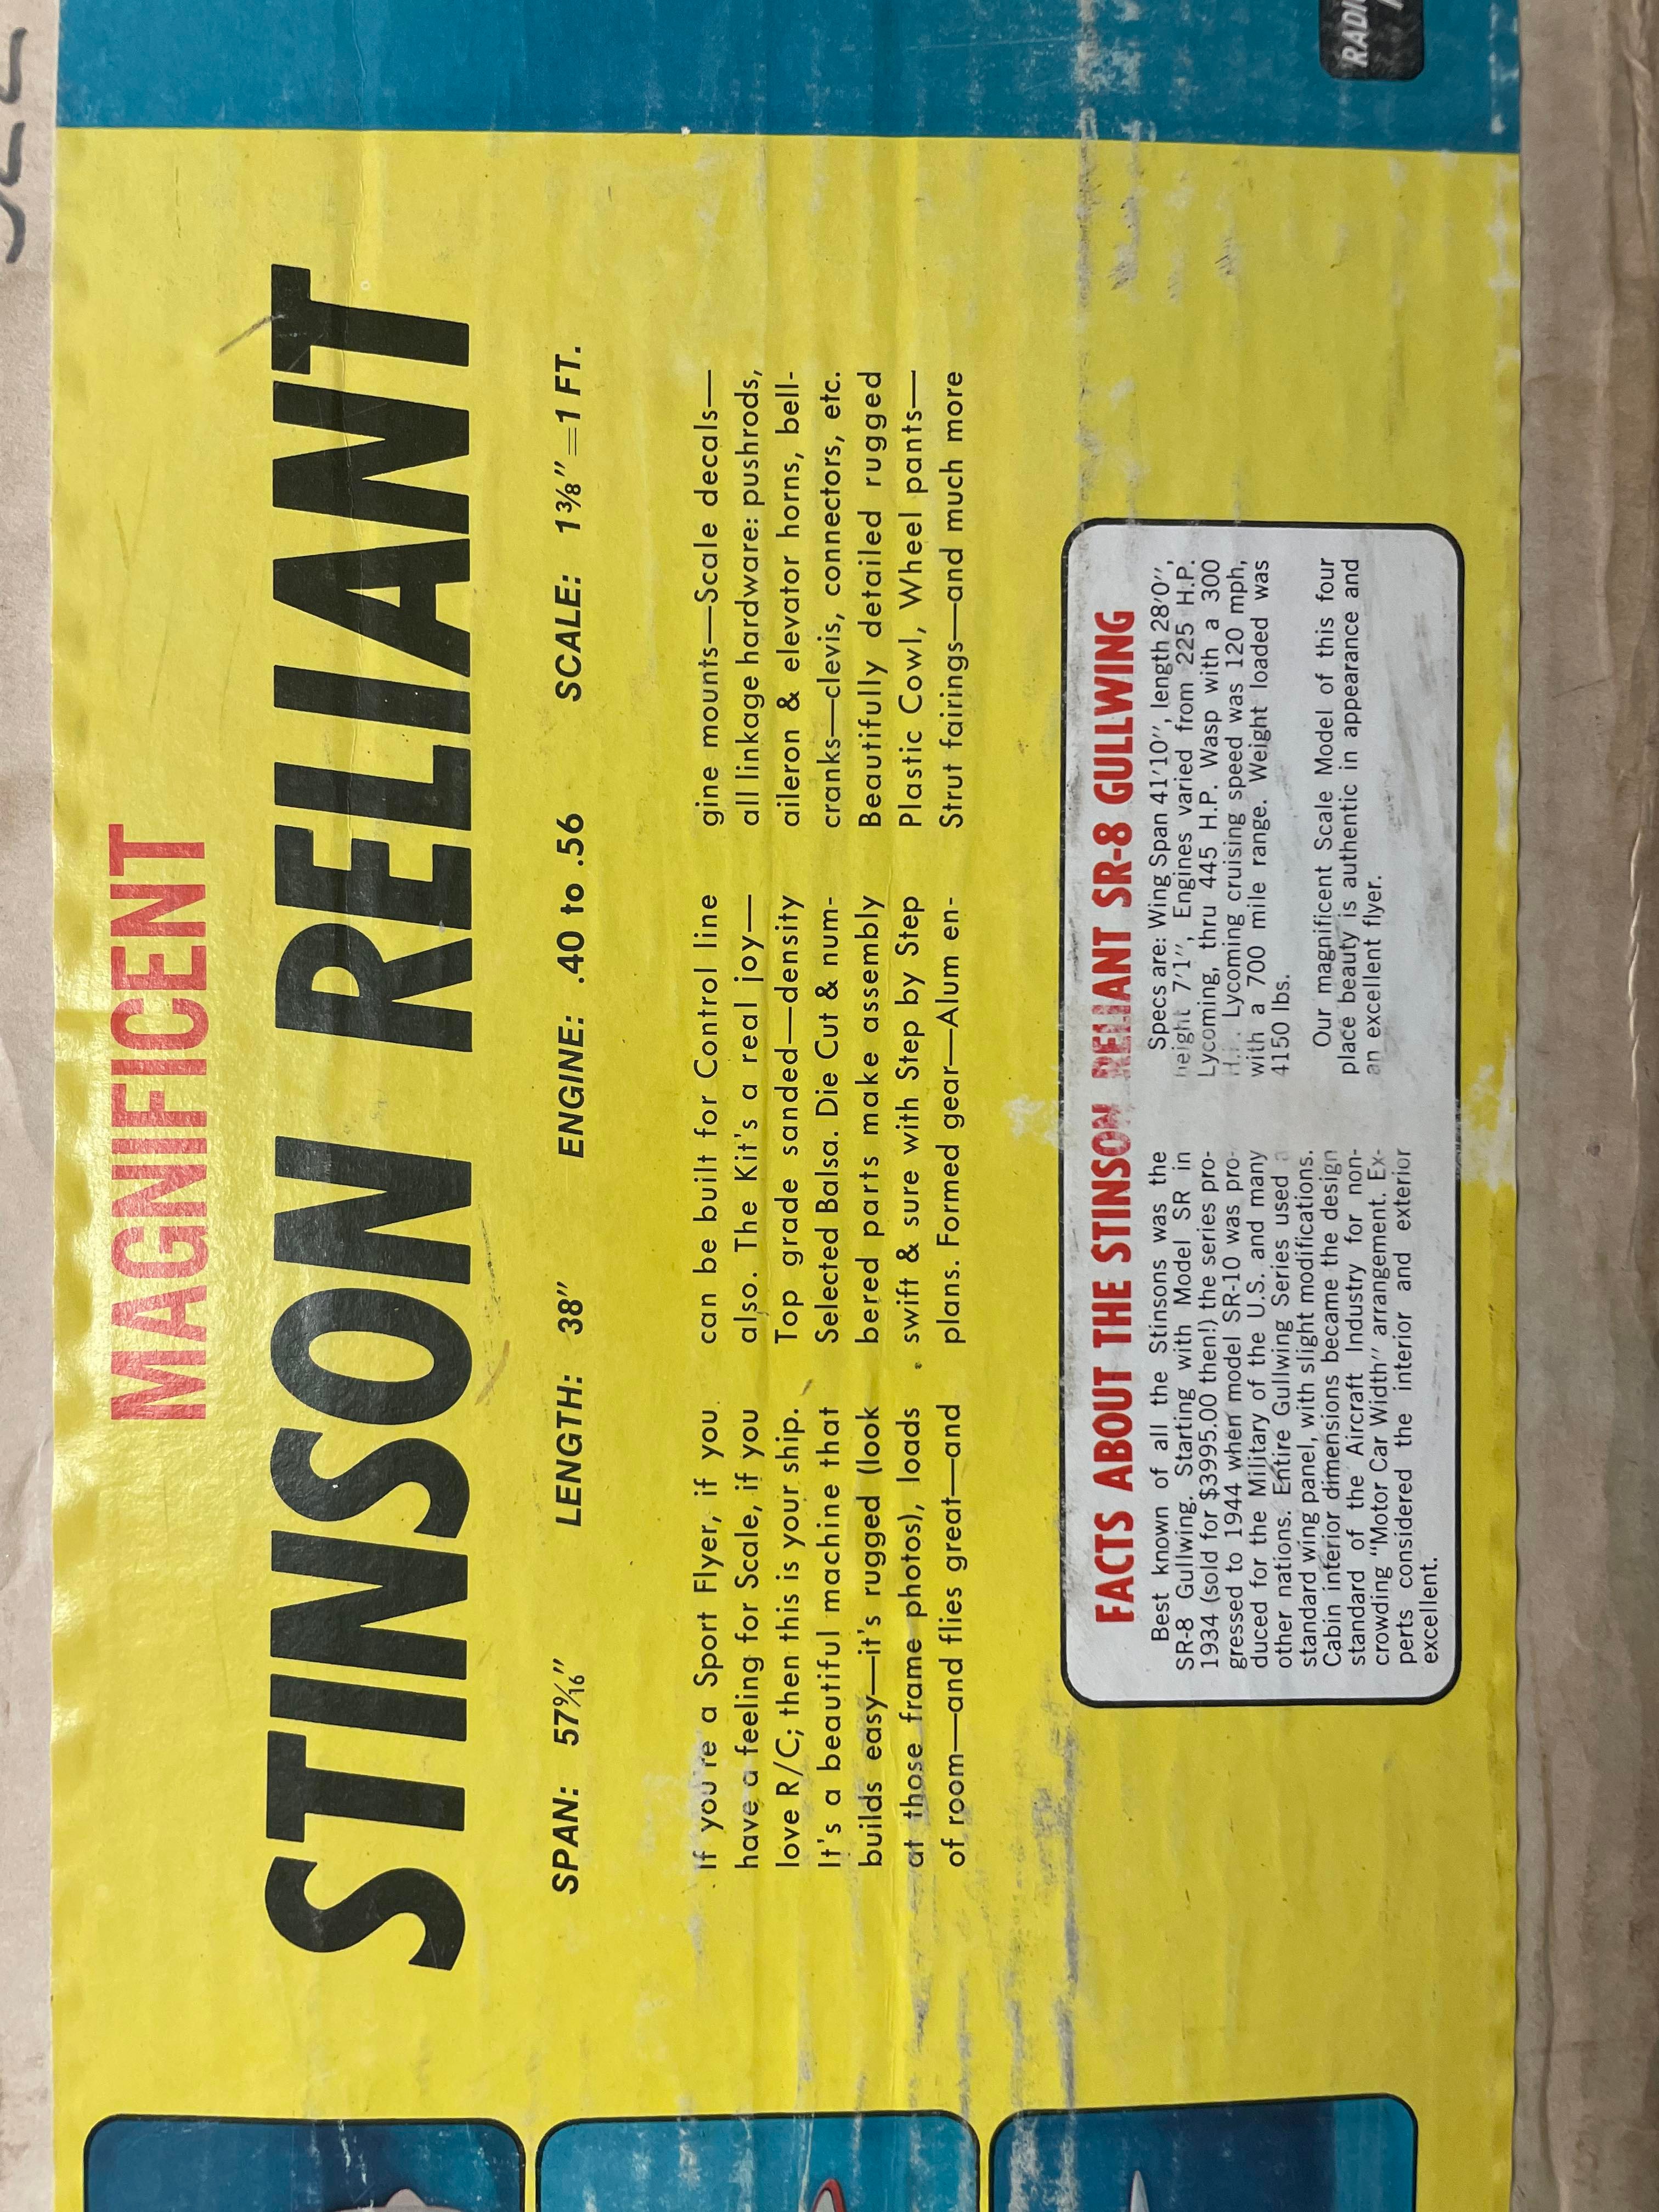 MAGNIFICENT
STINSON RELIANT
SPAN: 57 9/16" LENGTH: 38" ENGINE: .40 to .56 SCALE: 1 3/8"=1 FT.
If you're a Sport Flyer, if you
have a feeling for Scale, if you
love R/C; then this is your ship.
It's a beautiful machine that
builds easy—it's rugged (look
at those frame photos), loads
of room—and flies great—and
can be built for Control line
also. The Kit's a real joy—
Top grade sanded—density
Selected Balsa. Die Cut & num-
bered parts make assembly
swift & sure with Step by Step
plans. Formed gear—Alum en-
gine mounts—Scale decals—
all linkage hardware: pushrods,
aileron & elevator horns, bell-
cranks—clevis, connectors, etc.
Beautifully detailed rugged
Plastic Cowl, Wheel pants—
Strut fairings—and much more
FACTS ABOUT THE STINSON RELIANT SR-8 GULLWING
Best known of all the Stinsons was the
SR-8 Gullwing. Starting with Model SR in
1934 (sold for $3995.00 then!) the series pro-
gressed to 1944 when model SR-10 was pro-
duced for the Military of the U.S. and many
other nations. Entire Gullwing Series used a
standard wing panel, with slight modifications.
Cabin interior dimensions became the design
standard of the Aircraft Industry for non-
crowding "Motor Car Width" arrangement. Ex-
perts considered the interior and exterior
excellent.
Specs are: Wing Span 41'10", length 28'0",
height 7'1", Engines varied from 225 H.P.
Lycoming, thru 445 H.P. Wasp with a 300
H.P. Lycoming cruising speed was 120 mph,
with a 700 mile range. Weight loaded was
4150 lbs.
Our magnificent Scale Model of this four
place beauty is authentic in appearance and
an excellent flyer.